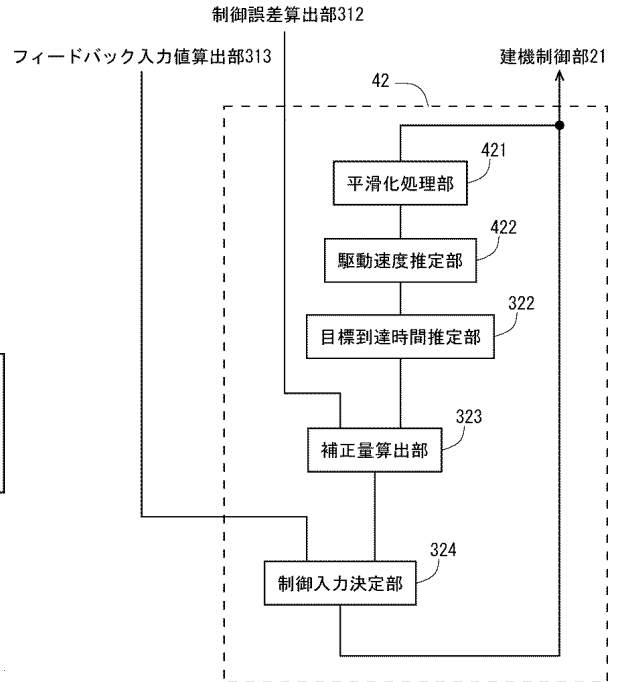 制御誤差算出部312
フィードバック入力値算出部313
建機制御部21
42
421
平滑化処理部
422
駆動速度推定部
322
目標到達時間推定部
323
補正量算出部
324
制御入力決定部